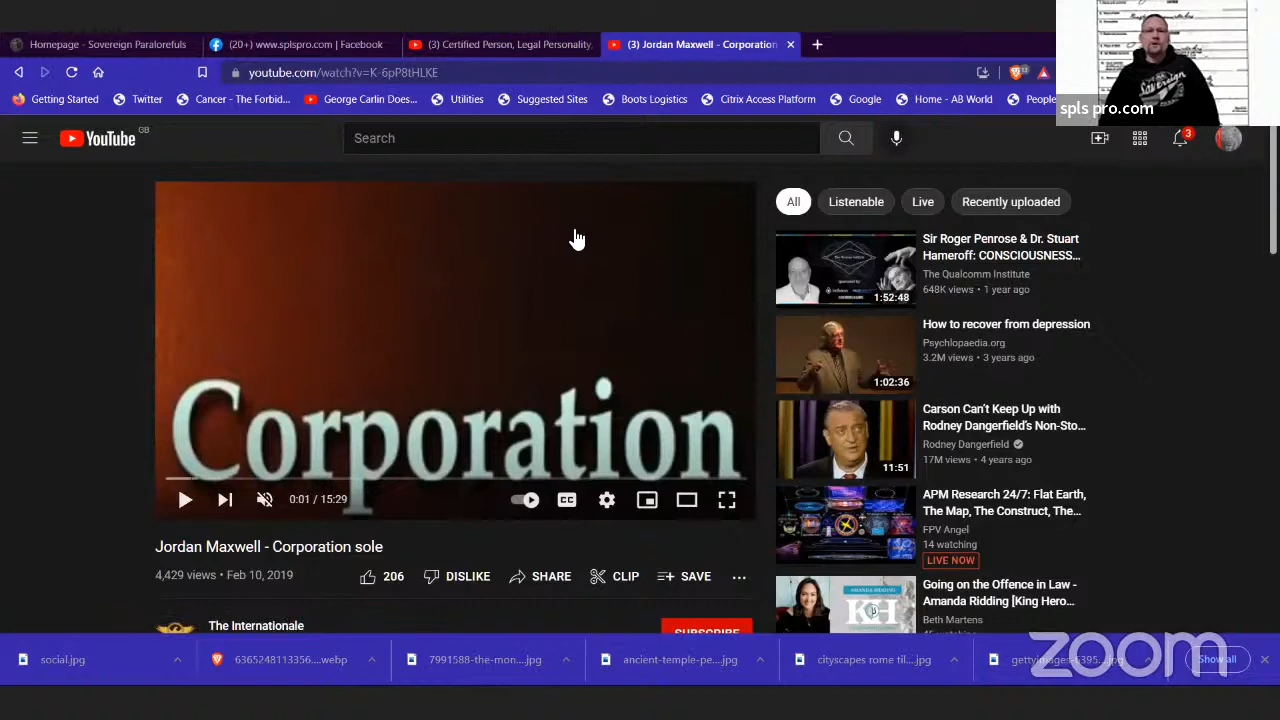 Homepage - Sovereign Paralorefuls
www.splspro.com | Facebook
Legal Personality,
(3) Jordan Maxwell - Corporation
youtube.com/watch?v=K-6pP
Getting Started
Twitter
Cancer - The Forbid...
George Carlin Disc...
Utilities
Suggested Sites
Boots Logistics
Citrix Access Platform
Google
Home - AB World
People
spls pro.com
12
YouTube
GB
Search
3
Corporation
0:01 / 15:29
CC
Jordan Maxwell - Corporation sole
4,429 views • Feb 10, 2019
206
DISLIKE
SHARE
CLIP
SAVE
The Internationale
SUBSCRIBE
All
Listenable
Live
Recently uploaded
Sir Roger Penrose & Dr. Stuart
Hameroff: CONSCIOUSNESS...
The Qualcomm Institute
648K views • 1 year ago
1:52:48
How to recover from depression
Psychlopaedia.org
3.2M views • 3 years ago
1:02:36
Carson Can't Keep Up with
Rodney Dangerfield's Non-Sto...
Rodney Dangerfield
17M views • 4 years ago
11:51
APM Research 24/7: Flat Earth,
The Map, The Construct, The...
FPV Angel
14 watching
LIVE NOW
Going on the Offence in Law -
Amanda Ridding [King Hero...
Beth Martens
KH
social.jpg
6365248113356....webp
7991588-the-mon....jpg
ancient-temple-pe....jpg
cityscapes rome til....jpg
gettyimages-6395....jpg
Show all
zoom